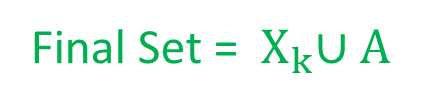 Final Set = Xₖ∪ A